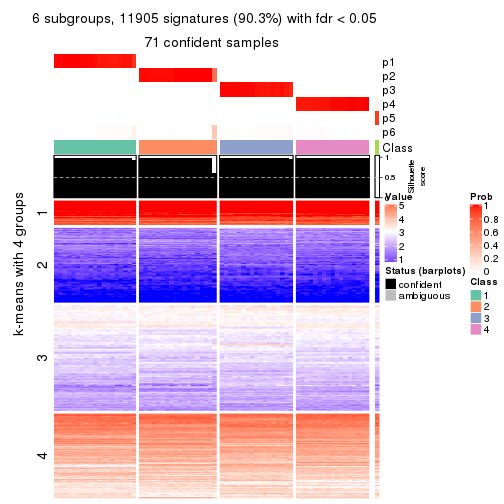 6 subgroups, 11905 signatures (90.3%) with fdr < 0.05
71 confident samples
p1
p2
p3
p4
p5
p6
Class
1
0.5
0
Silhouette
score
k-means with 4 groups
1
2
3
4
Value
5
4
3
2
1
Status (barplots)
confident
ambiguous
Prob
1
0.8
0.6
0.4
0.2
0
Class
1
2
3
4